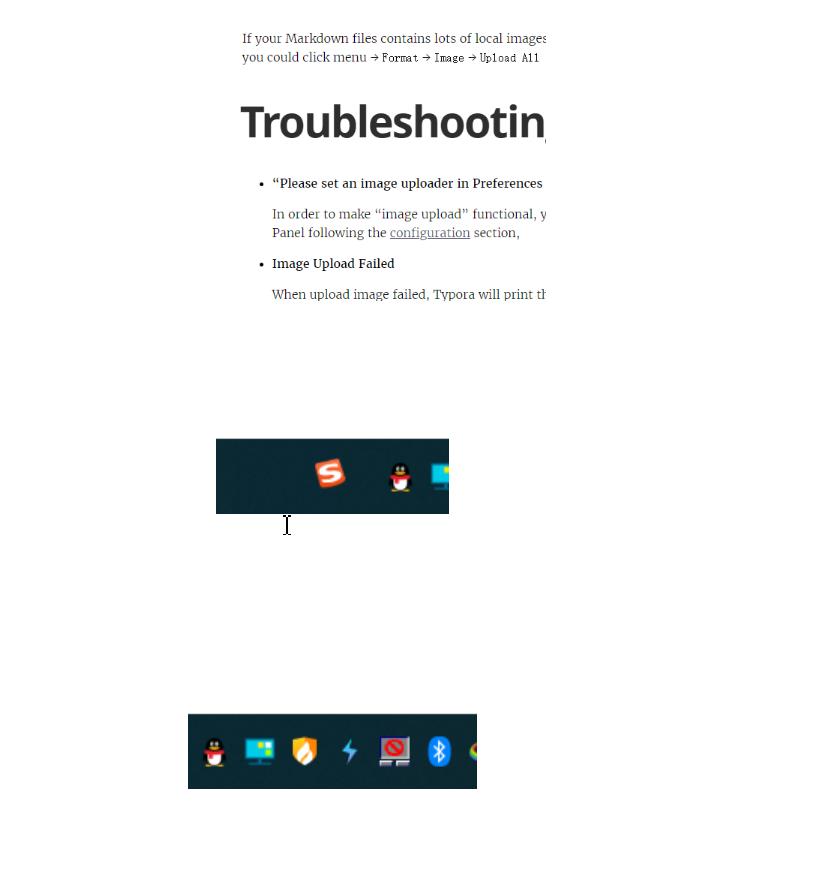 If your Markdown files contains lots of local images
you could click menu → Format → Image → Upload All
Troubleshootin
• “Please set an image uploader in Preferences
In order to make “image upload” functional, y
Panel following the configuration section,
• Image Upload Failed
When upload image failed, Typora will print th